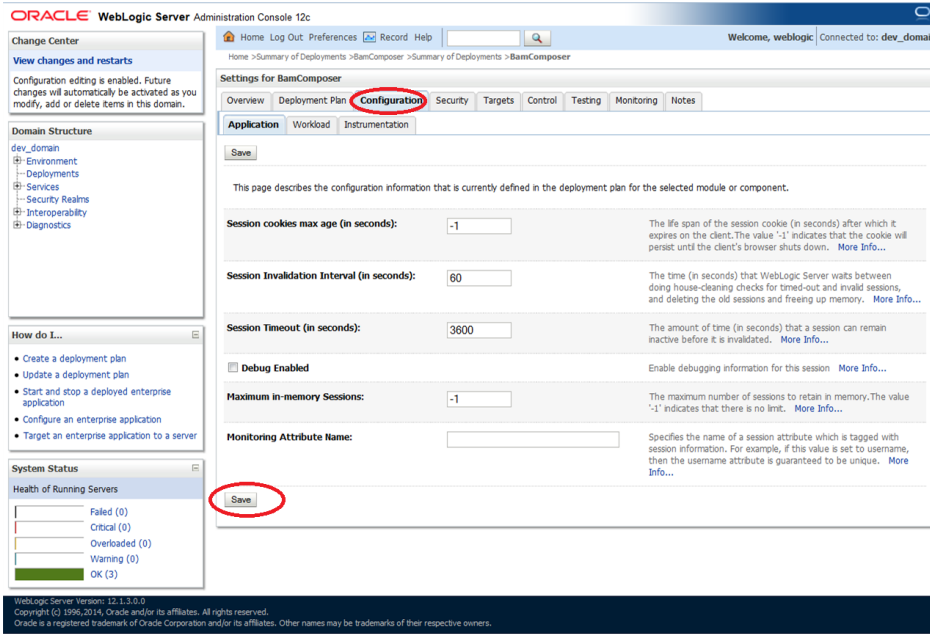 ORACLE WebLogic Server Administration Console 12c
Change Center
View changes and restarts
Configuration editing is enabled. Future
changes will automatically be activated as you
modify, add or delete items in this domain.
Domain Structure
dev_domain
Environment
Deployments
Services
Security Realms
Interoperability
Diagnostics
How do I...
Create a deployment plan
Update a deployment plan
Start and stop a deployed enterprise
application
Configure an enterprise application
Target an enterprise application to a server
System Status
Health of Running Servers
Failed (0)
Critical (0)
Overloaded (0)
Warning (0)
OK (3)
Home Log Out Preferences Record Help
Welcome, weblogic Connected to: dev_domai
Home >Summary of Deployments >BamComposer >Summary of Deployments >BamComposer
Settings for BamComposer
Overview Deployment Plan Configuration Security Targets Control Testing Monitoring Notes
Application Workload Instrumentation
Save
This page describes the configuration information that is currently defined in the deployment plan for the selected module or component.
Session cookies max age (in seconds): -1
The life span of the session cookie (in seconds) after which it
expires on the client.The value '-1' indicates that the cookie will
persist until the client's browser shuts down. More Info...
Session Invalidation Interval (in seconds): 60
The time (in seconds) that WebLogic Server waits between
doing house-cleaning checks for timed-out and invalid sessions,
and deleting the old sessions and freeing up memory. More Info...
Session Timeout (in seconds): 3600
The amount of time (in seconds) that a session can remain
inactive before it is invalidated. More Info...
Debug Enabled
Enable debugging information for this session More Info...
Maximum in-memory Sessions: -1
The maximum number of sessions to retain in memory.The value
'-1' indicates that there is no limit. More Info...
Monitoring Attribute Name:
Specifies the name of a session attribute which is tagged with
session information. For example, if this value is set to username,
then the username attribute is guaranteed to be unique. More
Info...
Save
WebLogic Server Version: 12.1.3.0.0
Copyright (c) 1996,2014, Oracle and/or its affiliates. All rights reserved.
Oracle is a registered trademark of Oracle Corporation and/or its affiliates. Other names may be trademarks of their respective owners.